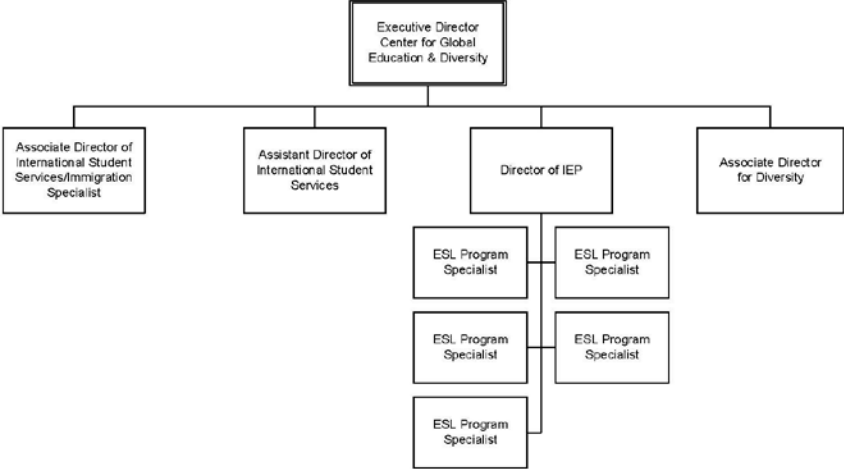 Executive Director
Center for Global
Education & Diversity
Associate Director of
International Student
Services/Immigration
Specialist
Assistant Director of
International Student
Services
Director of IEP
Associate Director
for Diversity
ESL Program
Specialist
ESL Program
Specialist
ESL Program
Specialist
ESL Program
Specialist
ESL Program
Specialist